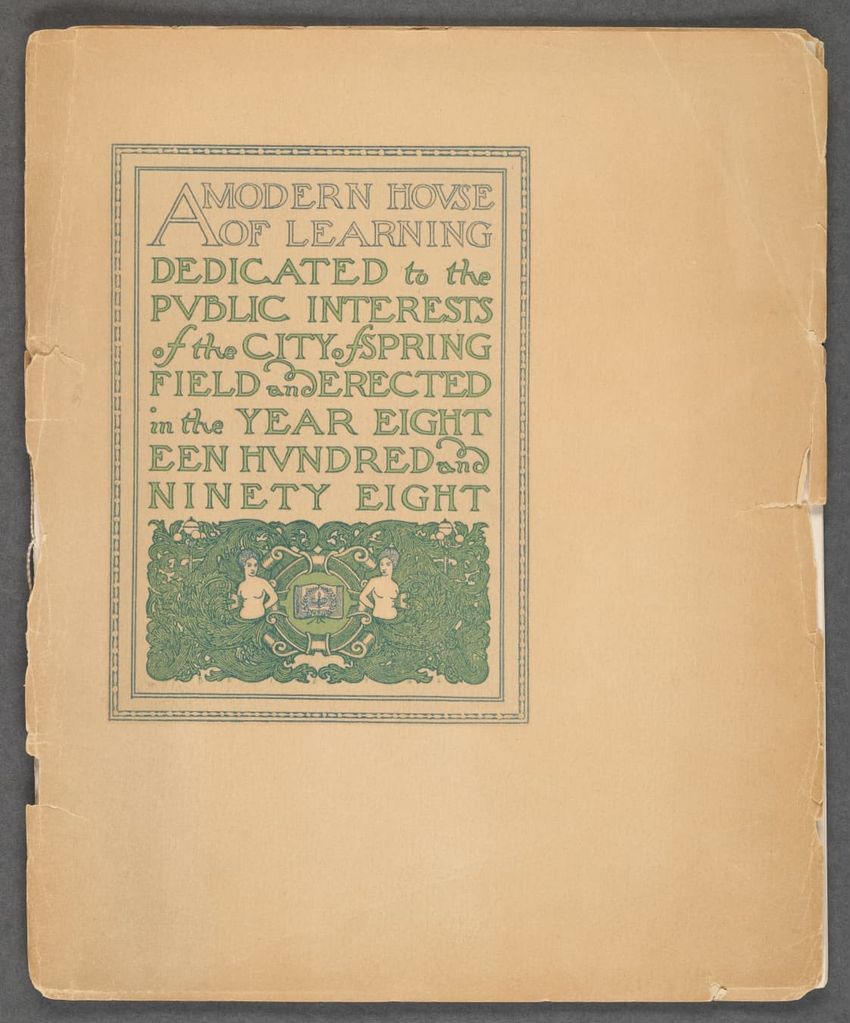 A MODERN HOVSE
OF LEARNING
DEDICATED to the
PVBLIC INTERESTS
of the CITY of SPRING
FIELD and ERECTED
in the YEAR EIGHT
EEN HVNDRED and
NINETY EIGHT